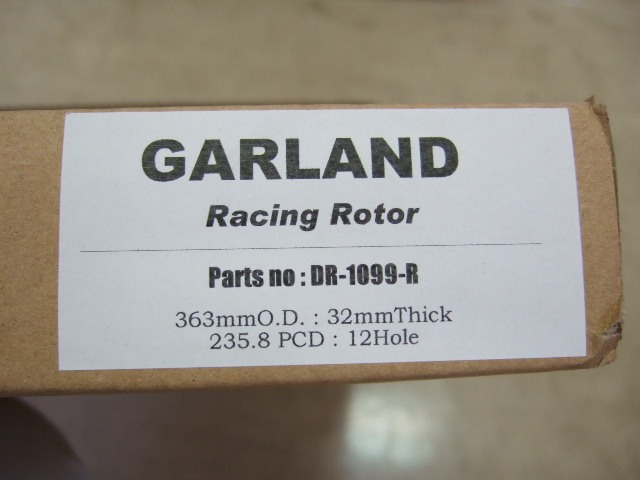 GARLAND
Racing Rotor
Parts no : DR-1099-R
363mmO.D. : 32mmThick
235.8 PCD : 12Hole